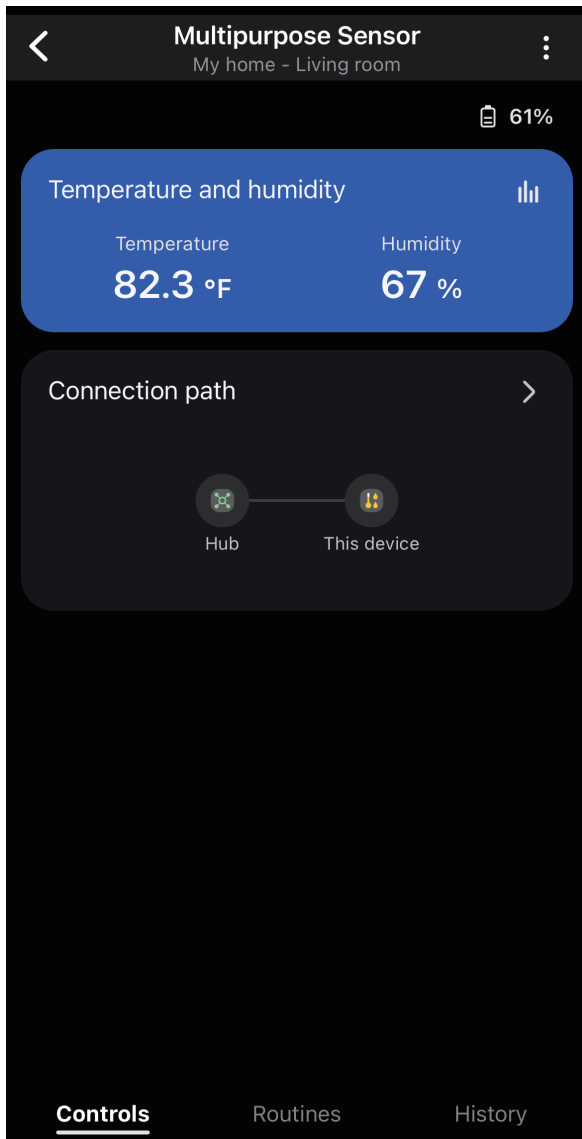 Multipurpose Sensor
My home - Living room
61%
Temperature and humidity
Temperature Humidity
82.3 °F 67 %
Connection path
Hub This device
Controls Routines History